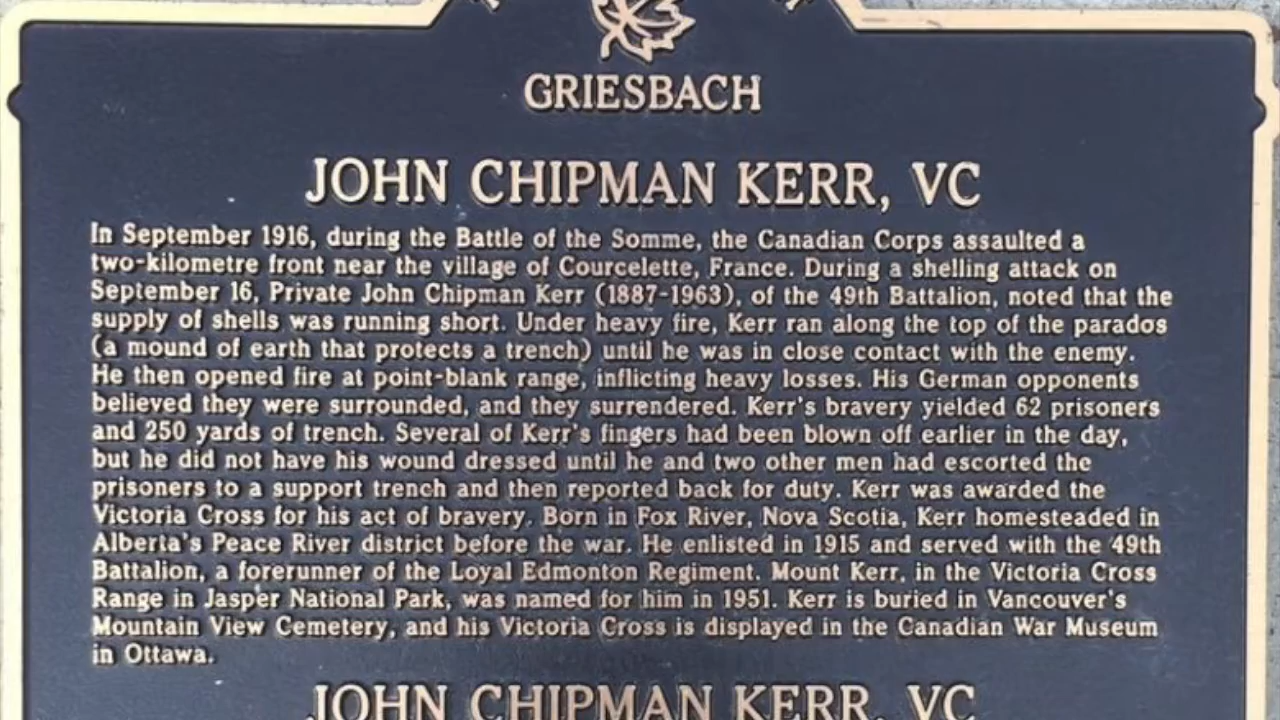 GRIESBACH
JOHN CHIPMAN KERR, VC
In September 1916, during the Battle of the Somme, the Canadian Corps assaulted a
two-kilometre front near the village of Courcelette, France. During a shelling attack on
September 16, Private John Chipman Kerr (1887-1963), of the 49th Battalion, noted that the
supply of shells was running short. Under heavy fire, Kerr ran along the top of the parados
(a mound of earth that protects a trench) until he was in close contact with the enemy.
He then opened fire at point-blank range, inflicting heavy losses. His German opponents
believed they were surrounded, and they surrendered. Kerr's bravery yielded 62 prisoners
and 250 yards of trench. Several of Kerr's fingers had been blown off earlier in the day,
but he did not have his wound dressed until he and two other men had escorted the
prisoners to a support trench and then reported back for duty. Kerr was awarded the
Victoria Cross for his act of bravery. Born in Fox River, Nova Scotia, Kerr homesteaded in
Alberta's Peace River district before the war. He enlisted in 1915 and served with the 49th
Battalion, a forerunner of the Loyal Edmonton Regiment. Mount Kerr, in the Victoria Cross
Range in Jasper National Park, was named for him in 1951. Kerr is buried in Vancouver's
Mountain View Cemetery, and his Victoria Cross is displayed in the Canadian War Museum
in Ottawa.
JOHN CHIPMAN KERR, VC